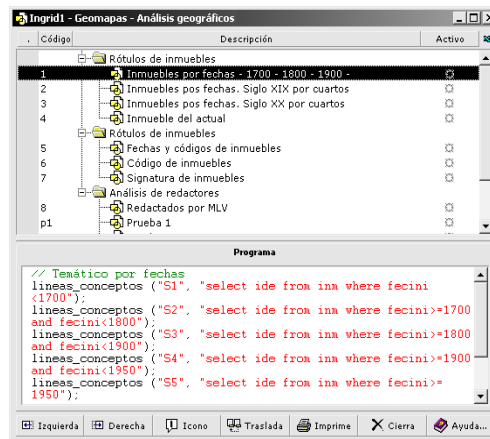 Ingrid1 - Geomapas - Análisis geográficos
. Código Descripción Activo
Rótulos de inmuebles
1 Inmuebles por fechas - 1700 - 1800 - 1900 -
2 Inmuebles pos fechas. Siglo XIX por cuartos
3 Inmuebles pos fechas. Siglo XX por cuartos
4 Inmueble del actual
Rótulos de inmuebles
5 Fechas y códigos de inmuebles
6 Código de inmuebles
7 Signatura de inmuebles
Análisis de redactores
8 Redactados por MLV
p1 Prueba 1
Programa
// Temático por fechas
lineas_conceptos ("S1", "select ide from inm where fecini
<1700");
lineas_conceptos ("S2", "select ide from inm where fecini>=1700
and fecini<1800");
lineas_conceptos ("S3", "select ide from inm where fecini>=1800
and fecini<1900");
lineas_conceptos ("S4", "select ide from inm where fecini>=1900
and fecini<1950");
lineas_conceptos ("S5", "select ide from inm where fecini>=
1950");
Izquierda Derecha Icono Traslada Imprime Cierra Ayuda...